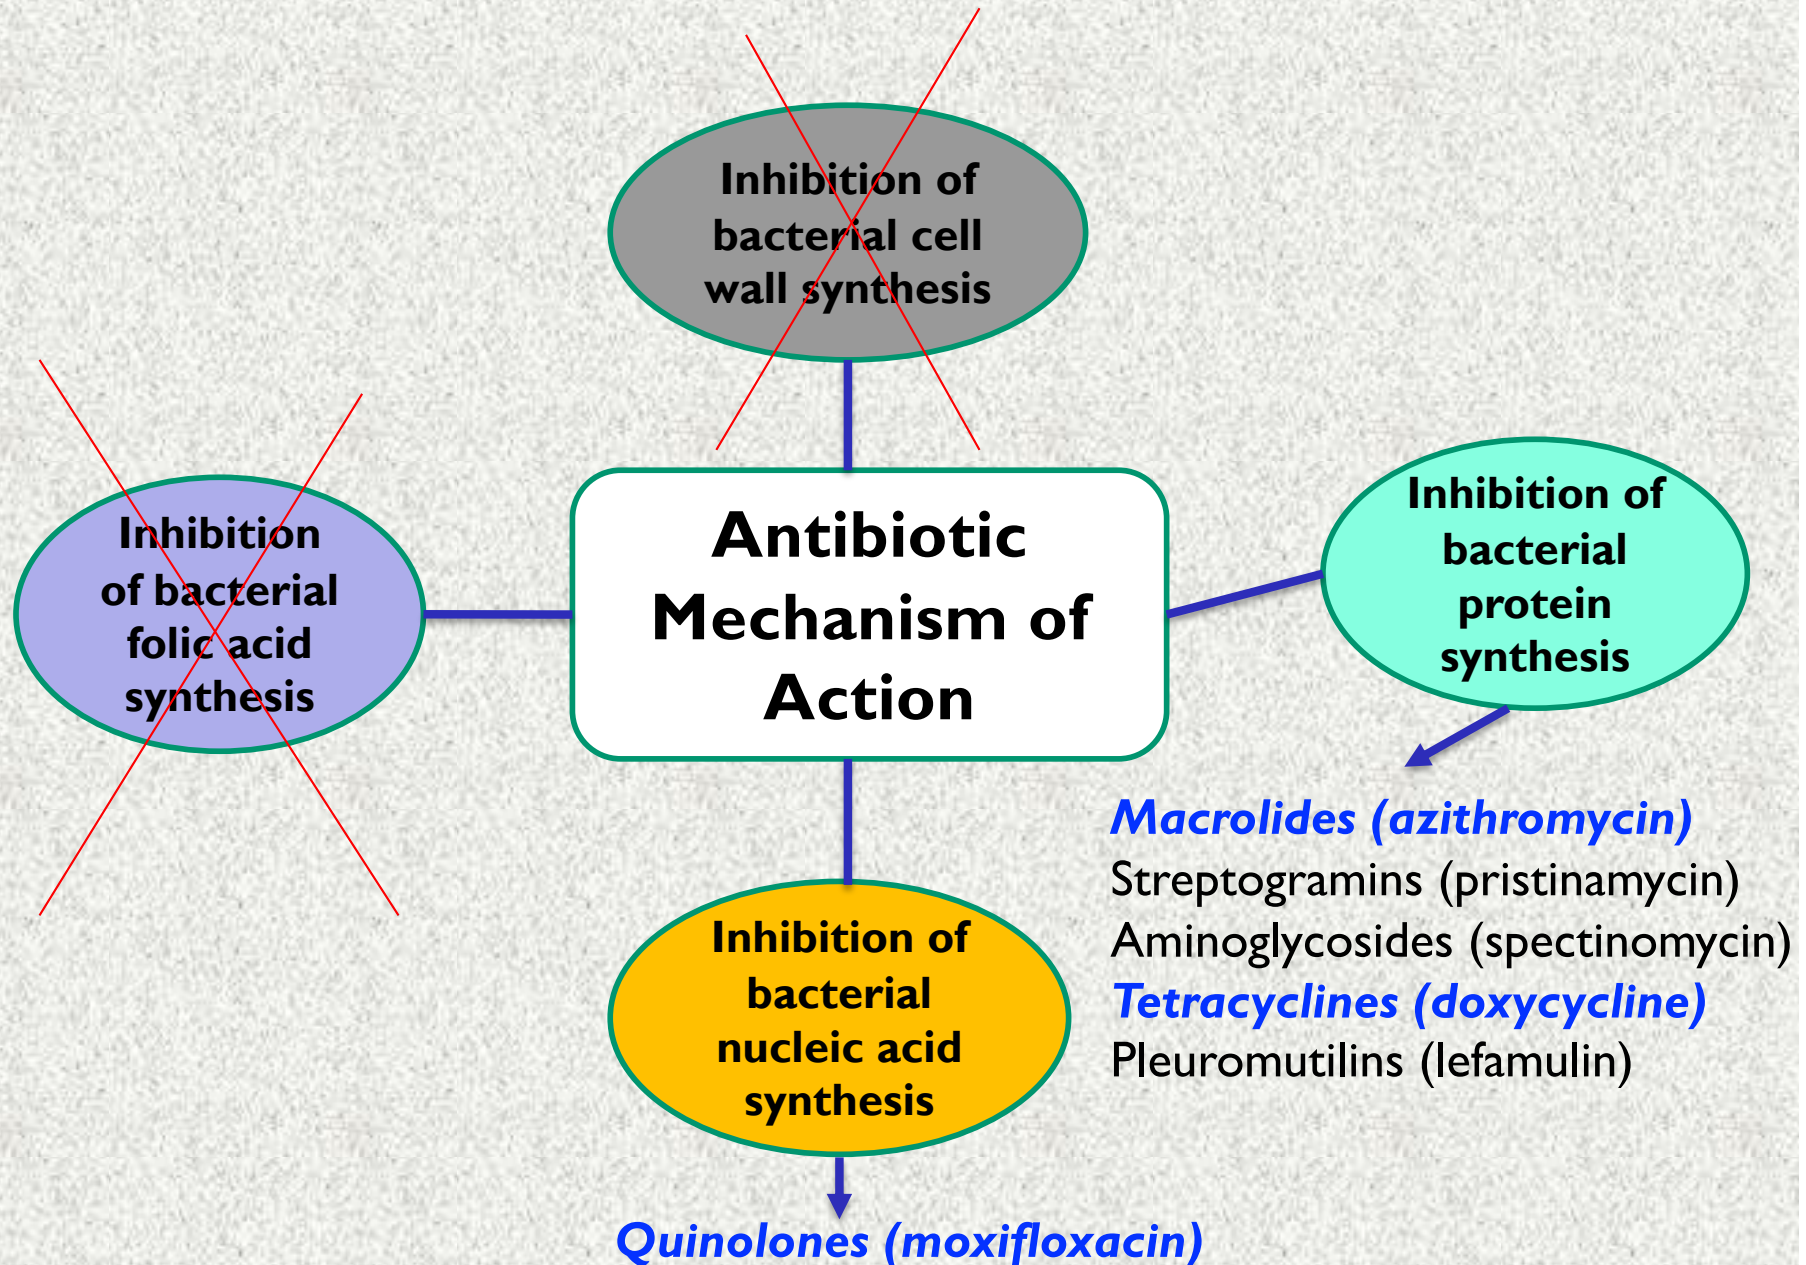 Inhibition of
bacterial cell
wall synthesis
Inhibition
of bacterial
folic acid
synthesis
Antibiotic
Mechanism of
Action
Inhibition of
bacterial
protein
synthesis
Macrolides (azithromycin)
Streptogramins (pristinamycin)
Aminoglycosides (spectinomycin)
Tetracyclines (doxycycline)
Pleuromutilins (lefamulin)
Inhibition of
bacterial
nucleic acid
synthesis
Quinolones (moxifloxacin)